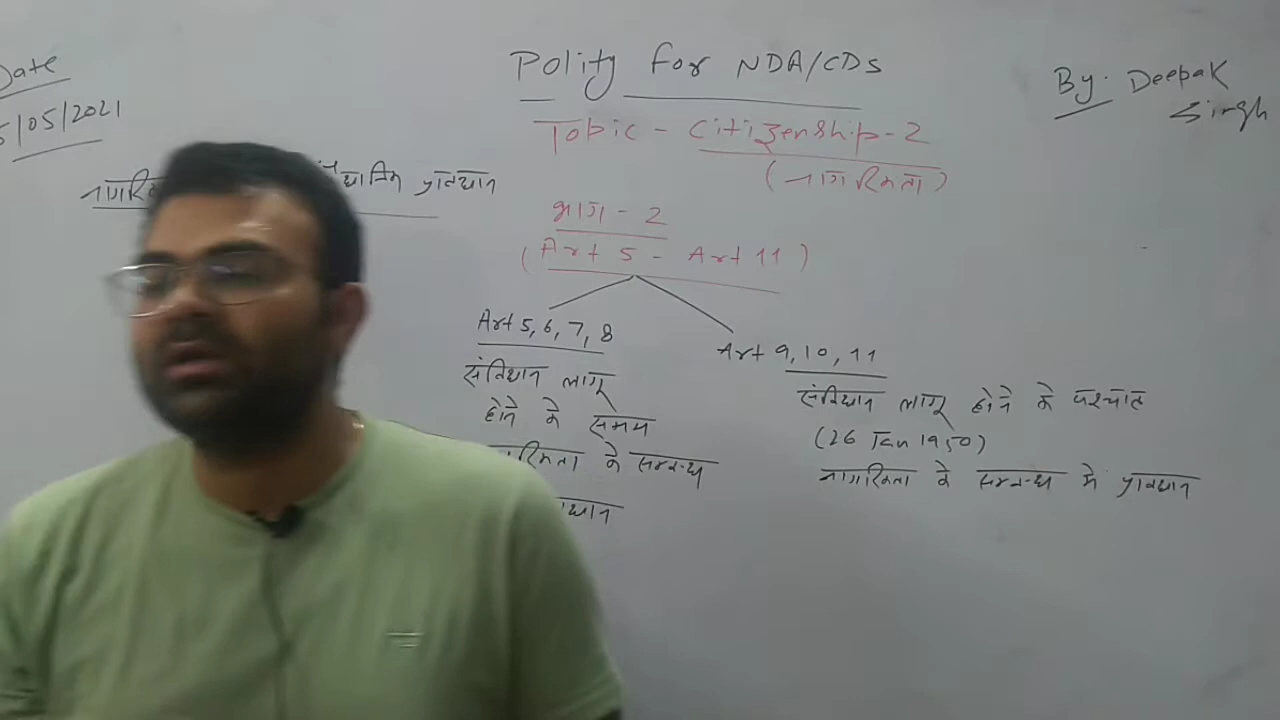 Date
5/05/2021
Polity for NDA/CDS
By. Deepak
Singh
Topic - Citizenship-2
(नागरिकता)
प्रावधान
भाग - 2
(Art 5 - Art 11)
Art 5, 6, 7, 8
संविधान लागू
होने के समय
के सम्बन्ध
Art 9, 10, 11
संविधान लागू होने के पश्चात
(26 Jan 1950)
नागरिकता के सम्बन्ध मे प्रावधान